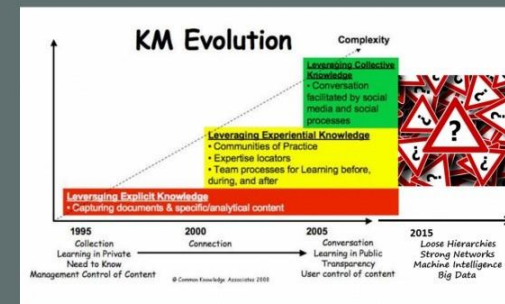 KM Evolution
Complexity
Leveraging Collective
Knowledge
• Conversation
facilitated by social
media and social
processes
Leveraging Experiential Knowledge
• Communities of Practice
• Expertise locators
• Team processes for Learning before,
during, and after
Leveraging Explicit Knowledge
• Capturing documents & specific/analytical content
1995
2000
2005
2015
Collection
Learning in Private
Need to Know
Management Control of Content
Connection
Conversation
Learning in Public
Transparency
User control of content
Loose Hierarchies
Strong Networks
Machine Intelligence
Big Data
© Common Knowledge Associates
? ? ? ?